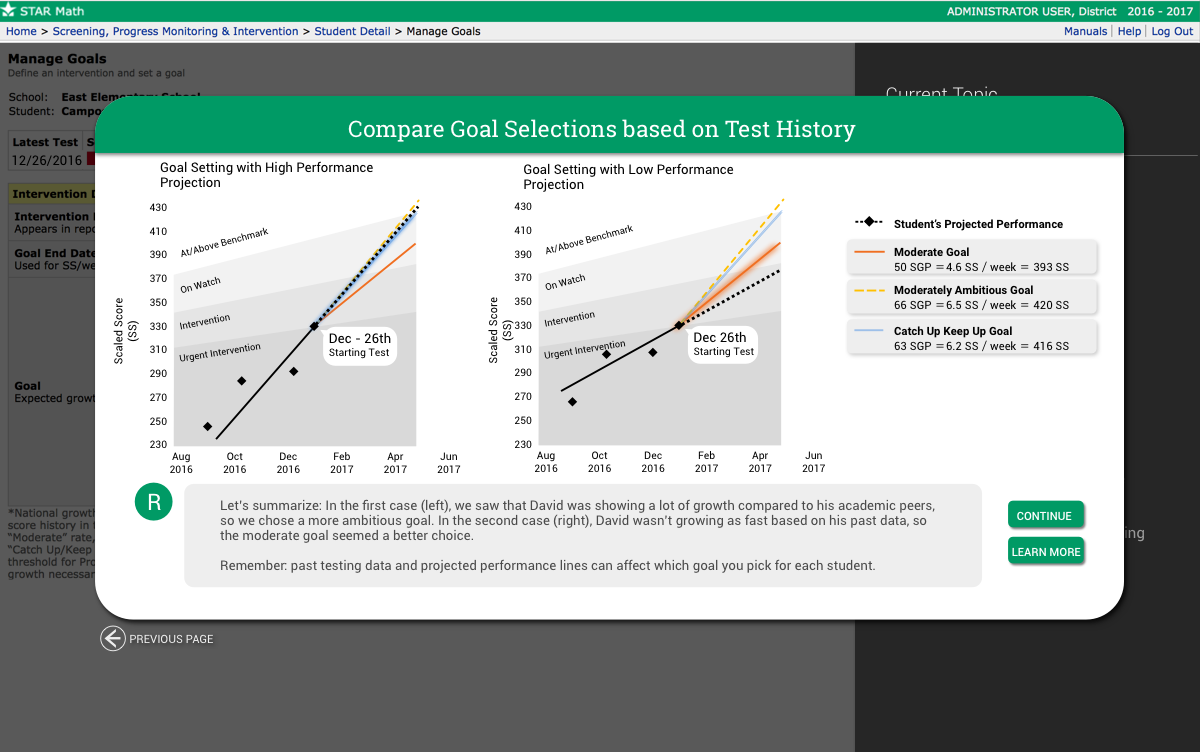 STAR Math
ADMINISTRATOR USER, District 2016 - 2017
Home > Screening, Progress Monitoring & Intervention > Student Detail > Manage Goals
Manuals | Help | Log Out
Manage Goals
Define an intervention and set a goal
School: East Elementary School
Student: Campo
Current Topic
Latest Test
12/26/2016
Intervention
Intervention
Appears in repo
Goal End Date
Used for SS/we
Goal
Expected growt
*National growt
score history in t
"Moderate" rate,
"Catch Up/Keep
threshold for Pro
growth necessar
ing
Compare Goal Selections based on Test History
Goal Setting with High Performance
Projection
430
410
390
370
350
330
310
290
270
250
230
Scaled Score
(SS)
At/Above Benchmark
On Watch
Intervention
Urgent Intervention
Dec - 26th
Starting Test
Aug Oct Dec Feb Apr Jun
2016 2016 2016 2017 2017 2017
Goal Setting with Low Performance
Projection
430
410
390
370
350
330
310
290
270
250
230
Scaled Score
(SS)
At/Above Benchmark
On Watch
Intervention
Urgent Intervention
Dec 26th
Starting Test
Aug Oct Dec Feb Apr Jun
2016 2016 2016 2017 2017 2017
Student's Projected Performance
Moderate Goal
50 SGP = 4.6 SS / week = 393 SS
Moderately Ambitious Goal
66 SGP = 6.5 SS / week = 420 SS
Catch Up Keep Up Goal
63 SGP = 6.2 SS / week = 416 SS
R
Let's summarize: In the first case (left), we saw that David was showing a lot of growth compared to his academic peers,
so we chose a more ambitious goal. In the second case (right), David wasn't growing as fast based on his past data, so
the moderate goal seemed a better choice.
Remember: past testing data and projected performance lines can affect which goal you pick for each student.
CONTINUE
LEARN MORE
PREVIOUS PAGE